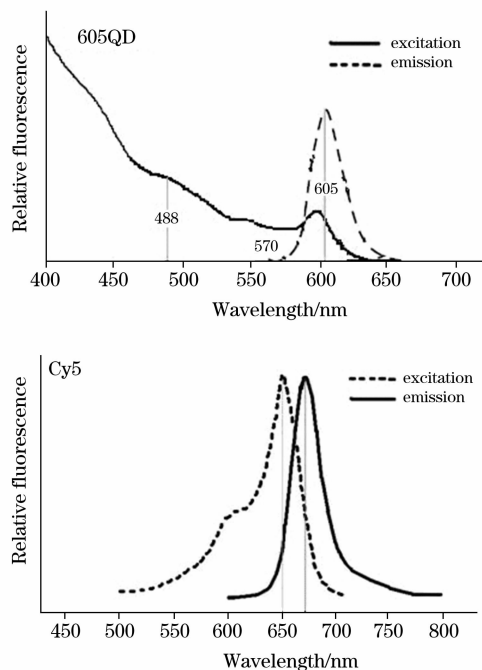 605QD
excitation
emission
Relative fluorescence
488
570
605
400 450 500 550 600 650 700
Wavelength/nm
Cy5
excitation
emission
Relative fluorescence
450 500 550 600 650 700 750 800
Wavelength/nm